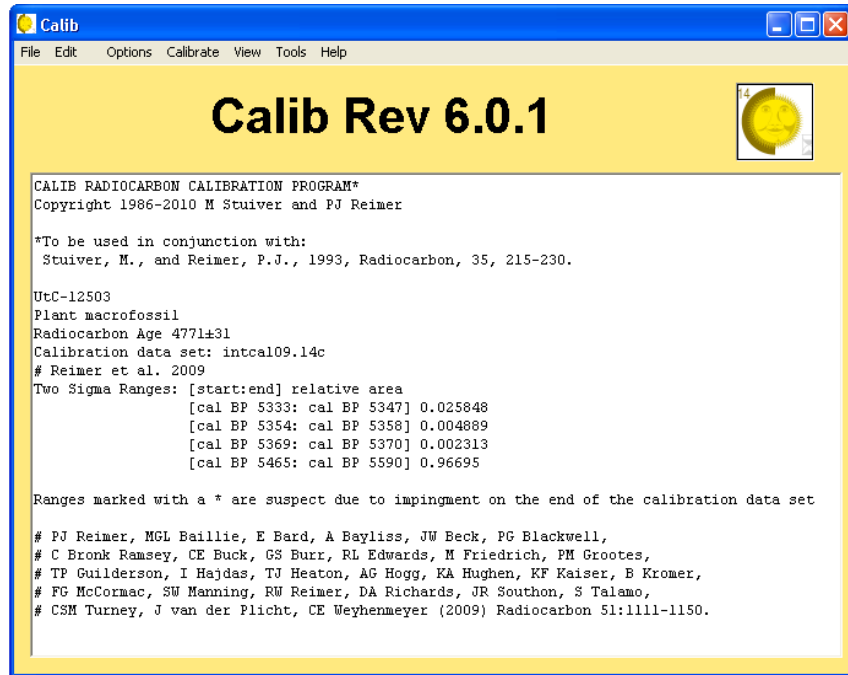 Calib
File Edit Options Calibrate View Tools Help
Calib Rev 6.0.1
14
CALIB RADIOCARBON CALIBRATION PROGRAM*
Copyright 1986-2010 M Stuiver and PJ Reimer
*To be used in conjunction with:
Stuiver, M., and Reimer, P.J., 1993, Radiocarbon, 35, 215-230.
UtC-12503
Plant macrofossil
Radiocarbon Age 4771±31
Calibration data set: intcal09.14c
# Reimer et al. 2009
Two Sigma Ranges: [start:end] relative area
[cal BP 5333: cal BP 5347] 0.025848
[cal BP 5354: cal BP 5358] 0.004889
[cal BP 5369: cal BP 5370] 0.002313
[cal BP 5465: cal BP 5590] 0.96695
Ranges marked with a * are suspect due to impingment on the end of the calibration data set
# PJ Reimer, MGL Baillie, E Bard, A Bayliss, JW Beck, PG Blackwell,
# C Bronk Ramsey, CE Buck, GS Burr, RL Edwards, M Friedrich, PM Grootes,
# TP Guilderson, I Hajdas, TJ Heaton, AG Hogg, KA Hughen, KF Kaiser, B Kromer,
# FG McCormac, SW Manning, RW Reimer, DA Richards, JR Southon, S Talamo,
# CSM Turney, J van der Plicht, CE Weyhenmeyer (2009) Radiocarbon 51:1111-1150.